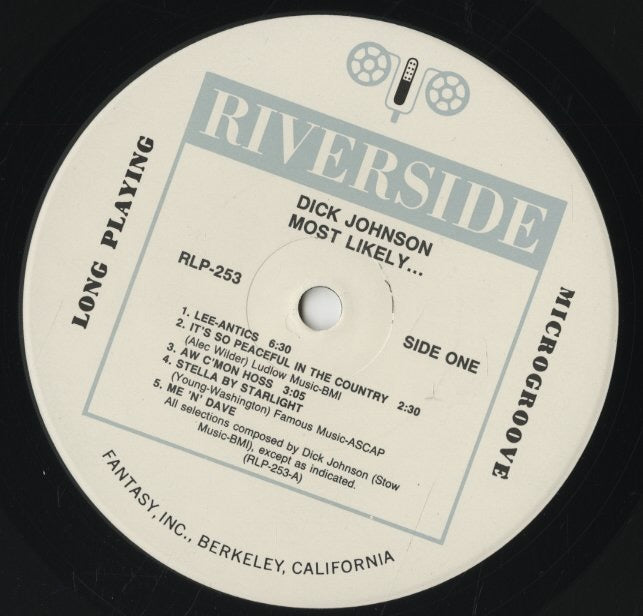 RIVERSIDE
LONG PLAYING
MICROGROOVE
DICK JOHNSON
MOST LIKELY...
RLP-253
SIDE ONE
1. LEE-ANTICS 6:30
2. IT'S SO PEACEFUL IN THE COUNTRY 2:30
(Alec Wilder) Ludlow Music-BMI
3. AW C'MON HOSS 3:05
4. STELLA BY STARLIGHT
(Young-Washington) Famous Music-ASCAP
5. ME 'N' DAVE
All selections composed by Dick Johnson (Stow
Music-BMI), except as indicated.
(RLP-253-A)
FANTASY, INC., BERKELEY, CALIFORNIA